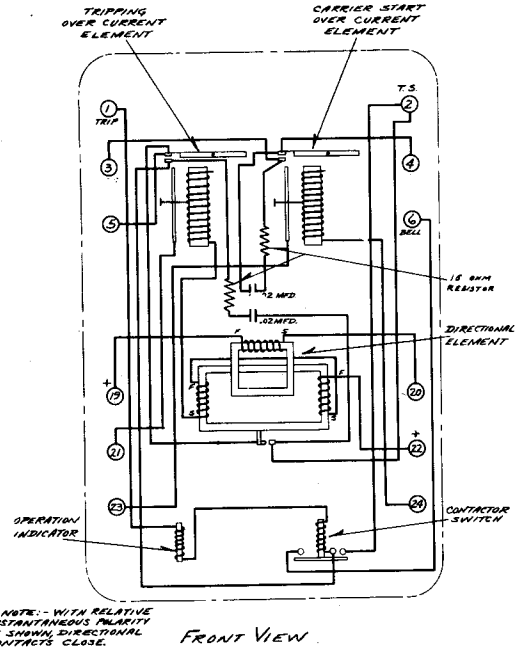 TRIPPING
OVER CURRENT
ELEMENT
CARRIER START
OVER CURRENT
ELEMENT
1
TRIP
T.S.
2
3
4
5
6
BELL
15 OHM
RESISTOR
.2 MFD.
.02 MFD.
DIRECTIONAL
ELEMENT
F
S
F
F
S
S
+
19
20
+
22
21
23
24
OPERATION
INDICATOR
CONTACTOR
SWITCH
NOTE:- WITH RELATIVE
STANTANEOUS POLARITY
SHOWN, DIRECTIONAL
NTACTS CLOSE.
FRONT VIEW